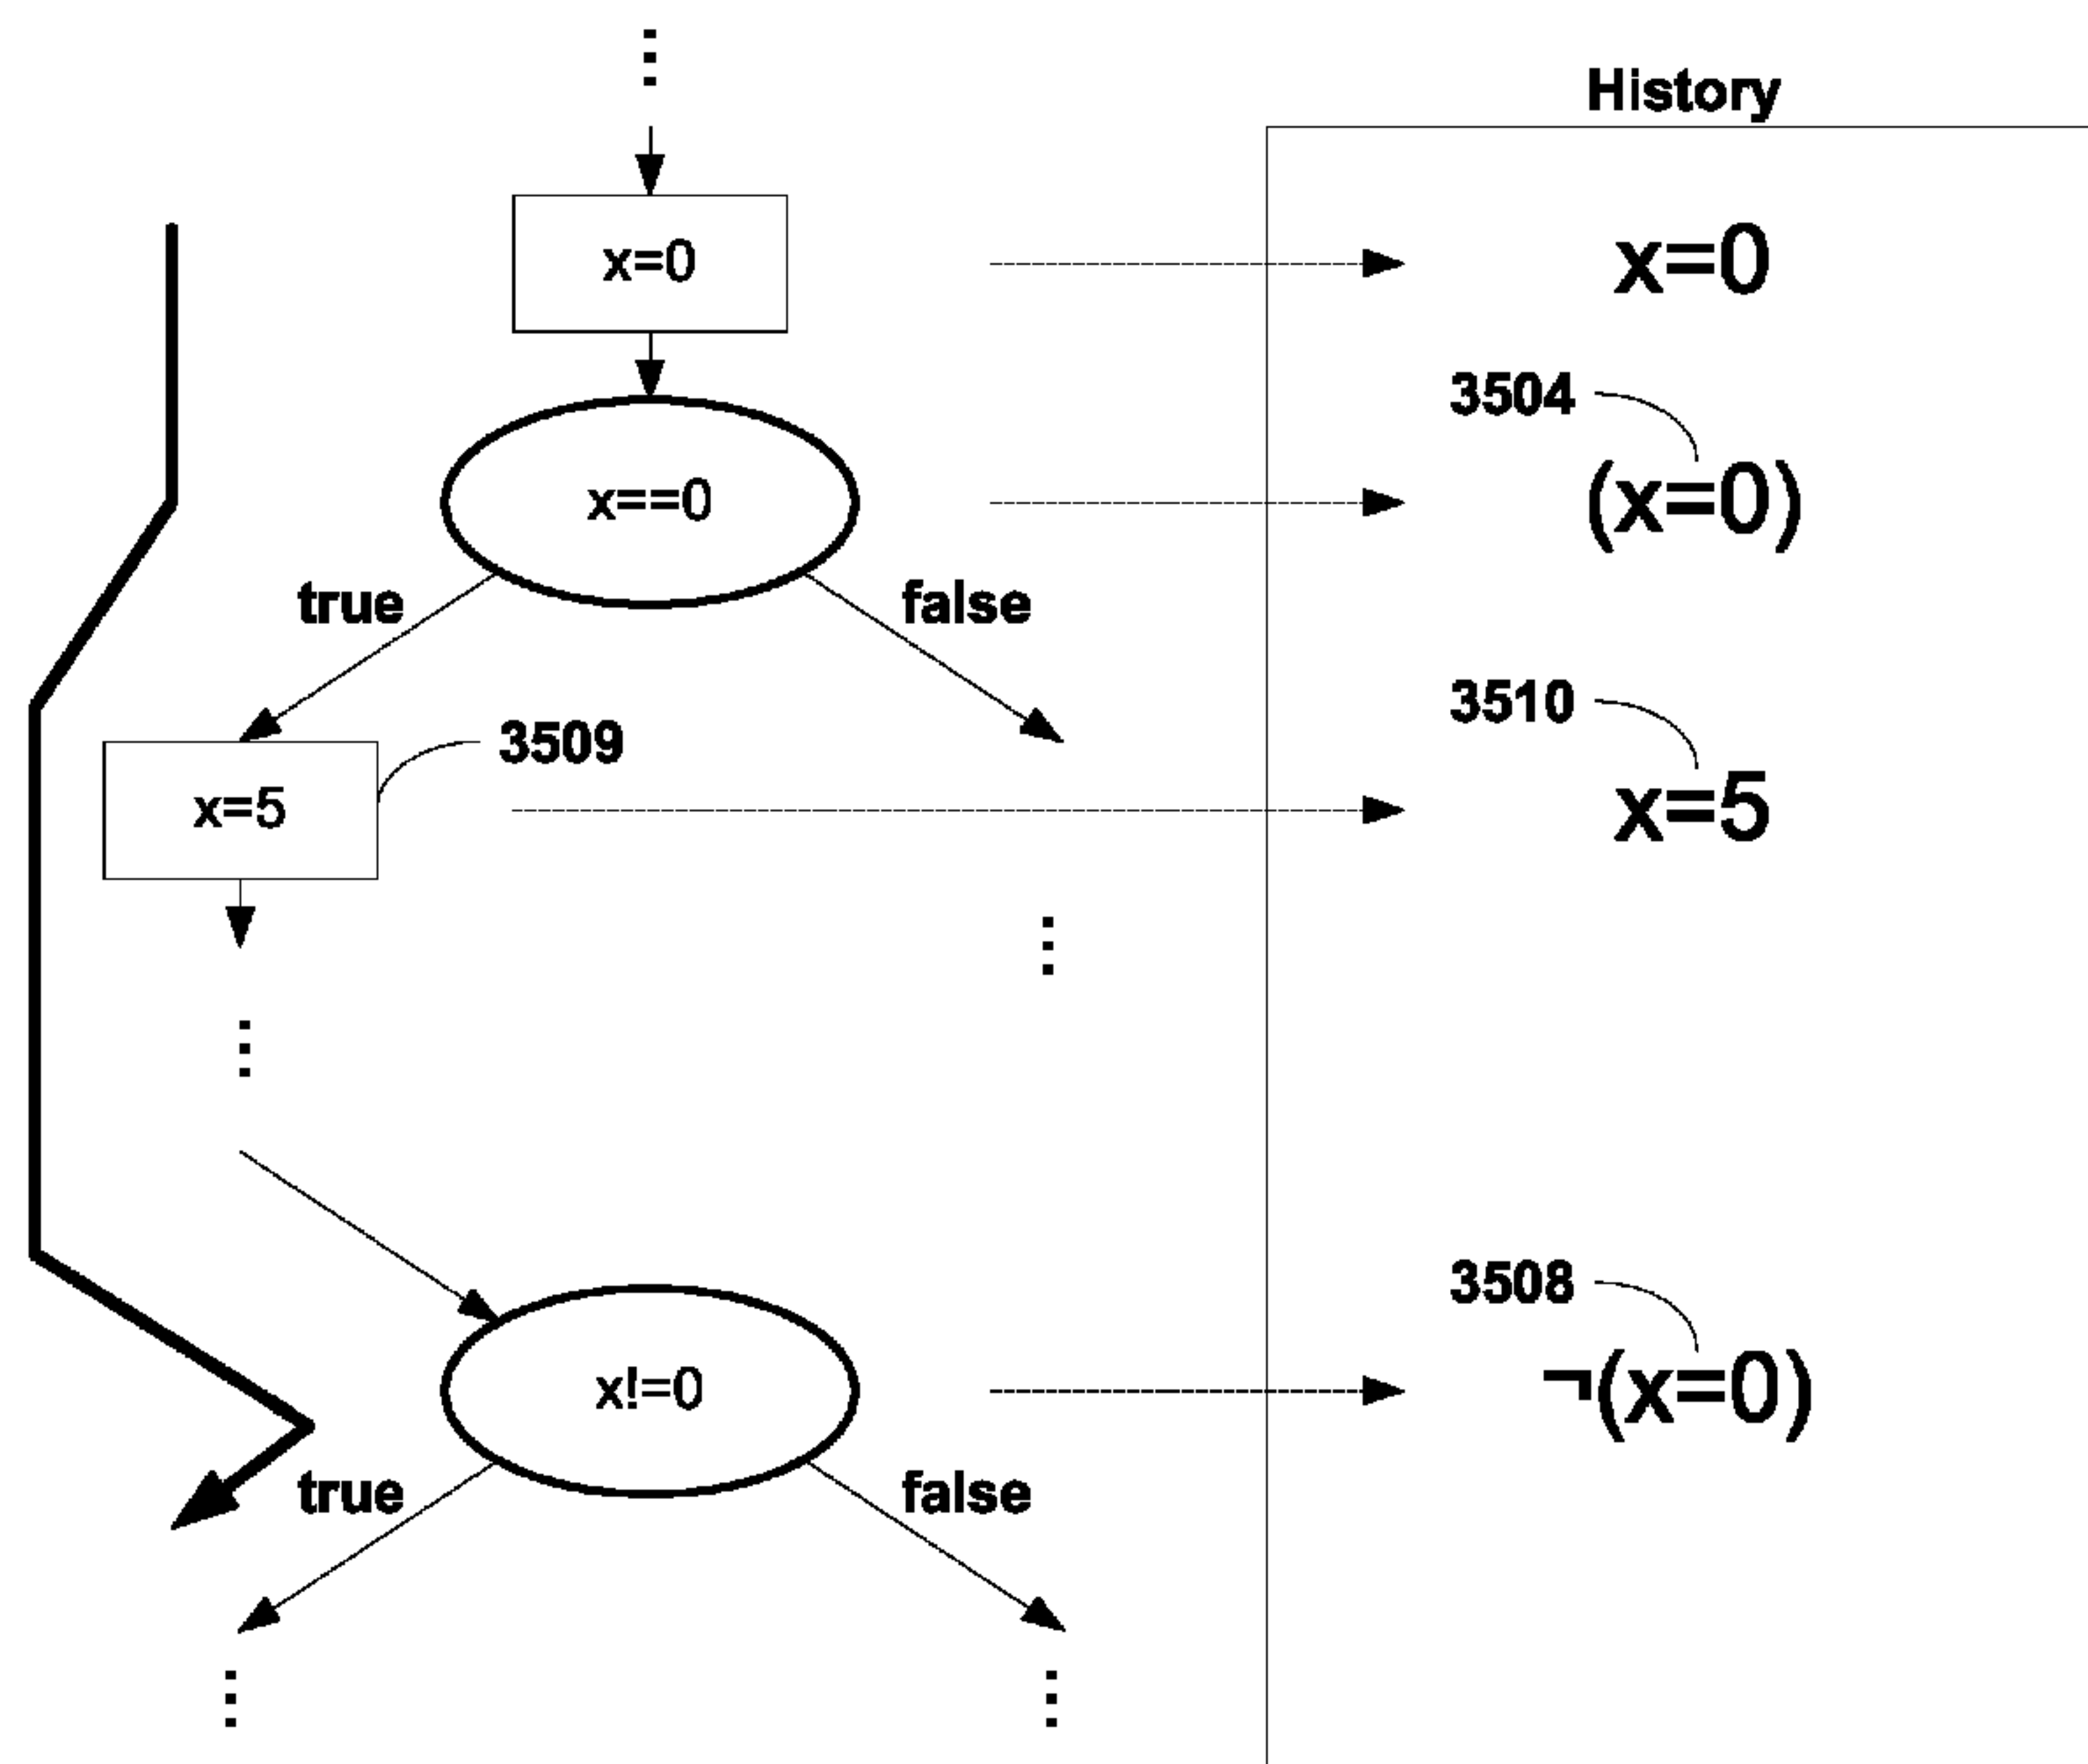 History
x=0
x=0
3504
x==0
(x=0)
true
false
3510
3509
x=5
x=5
3508
x!=0
¬(x=0)
true
false